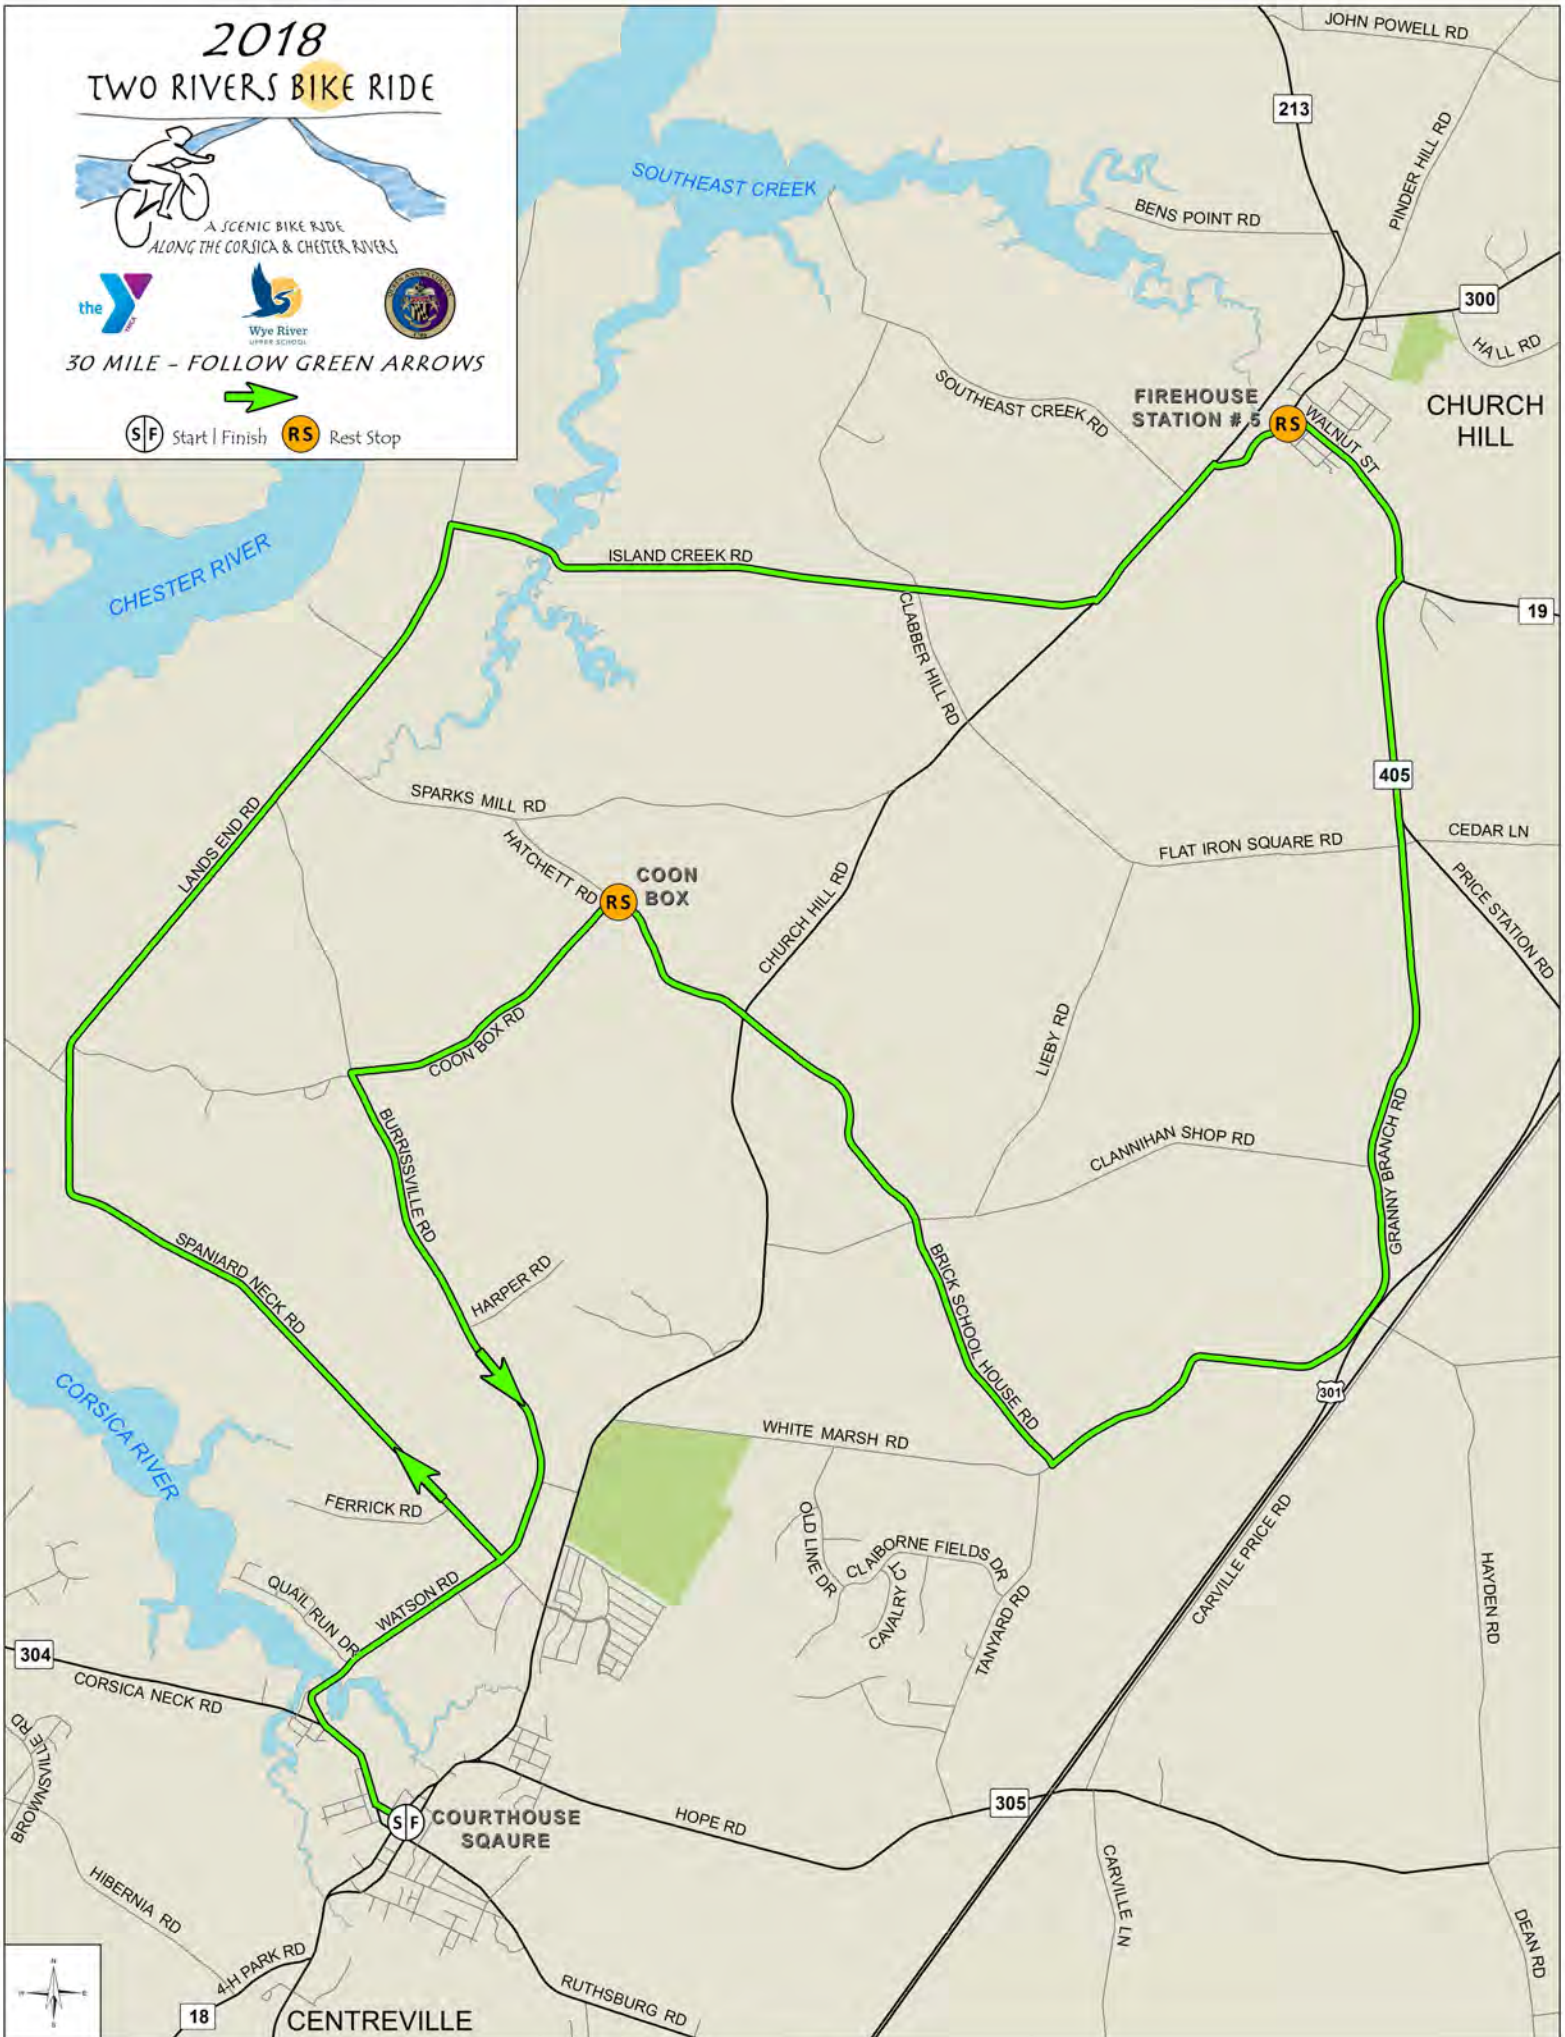 2018
TWO RIVERS BIKE RIDE
A SCENIC BIKE RIDE
ALONG THE CORSICA & CHESTER RIVERS
the
YMCA
Wye River
UPPER SCHOOL
30 MILE - FOLLOW GREEN ARROWS
S F Start | Finish RS Rest Stop
JOHN POWELL RD
213
PINDER HILL RD
SOUTHEAST CREEK
BENS POINT RD
300
HALL RD
SOUTHEAST CREEK RD
FIREHOUSE
STATION # 5
RS
WALNUT ST
CHURCH
HILL
CHESTER RIVER
ISLAND CREEK RD
CLABBER HILL RD
19
405
SPARKS MILL RD
LANDS END RD
HATCHETT RD
COON
BOX
RS
CHURCH HILL RD
FLAT IRON SQUARE RD
CEDAR LN
PRICE STATION RD
COON BOX RD
LIEBY RD
BURRISSVILLE RD
CLANNIHAN SHOP RD
GRANNY BRANCH RD
SPANIARD NECK RD
HARPER RD
BRICK SCHOOL HOUSE RD
CORSICA RIVER
301
WHITE MARSH RD
FERRICK RD
OLD LINE DR
CLAIBORNE FIELDS DR
CAVALRY CT
TANYARD RD
CARVILLE PRICE RD
HAYDEN RD
QUAIL RUN DR
WATSON RD
304
CORSICA NECK RD
BROWNSVILLE RD
S F
COURTHOUSE
SQAURE
HOPE RD
305
CARVILLE LN
HIBERNIA RD
DEAN RD
4-H PARK RD
18
CENTREVILLE
RUTHSBURG RD
N
S